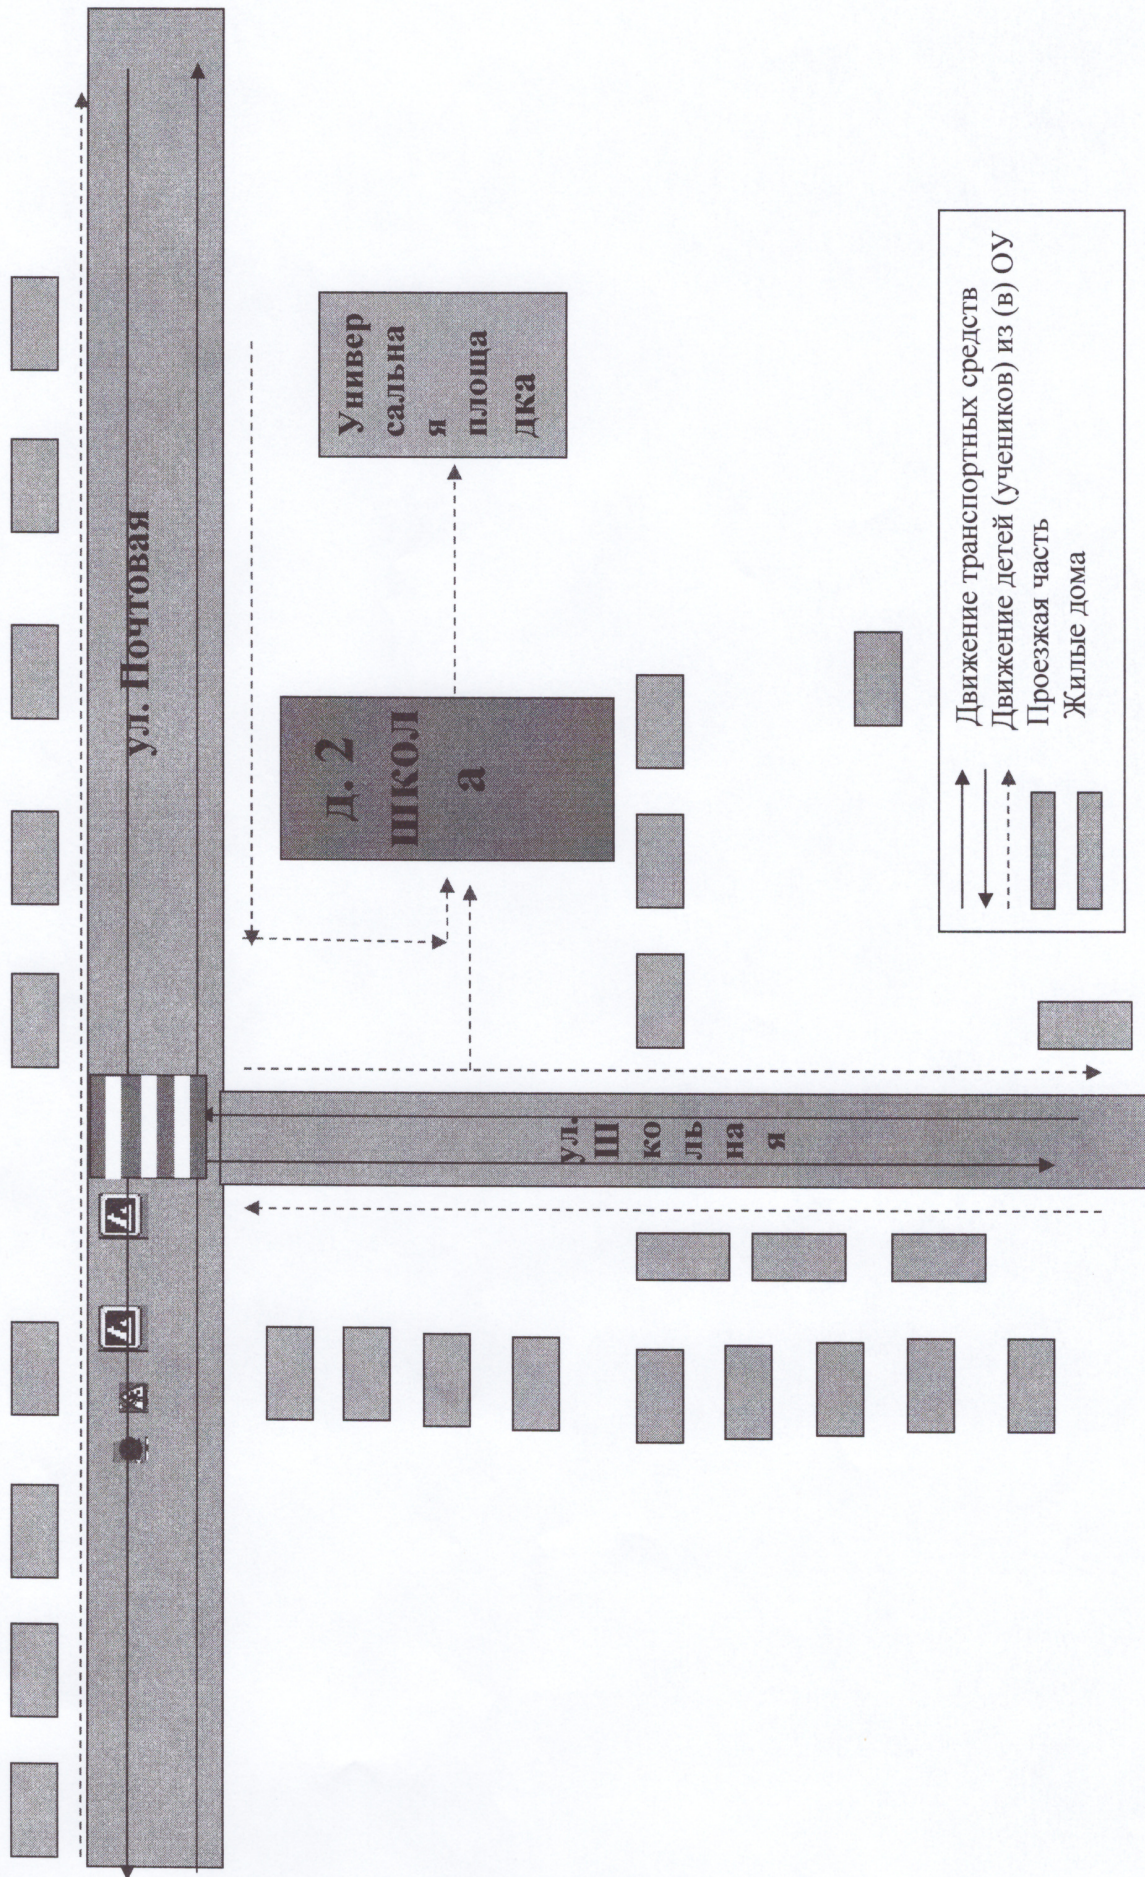 ул. Почтовая
Д. 2
ШКОЛ
а
Универ
сальна
я
площа
дка
ул.
Ш
ко
ль
на
я
Движение транспортных средств
Движение детей (учеников) из (в) ОУ
Проезжая часть
Жилые дома